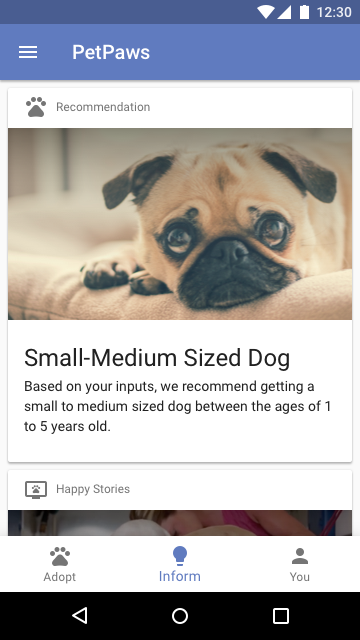 12:30
PetPaws
Recommendation
Small-Medium Sized Dog
Based on your inputs, we recommend getting a
small to medium sized dog between the ages of 1
to 5 years old.
Happy Stories
Adopt
Inform
You